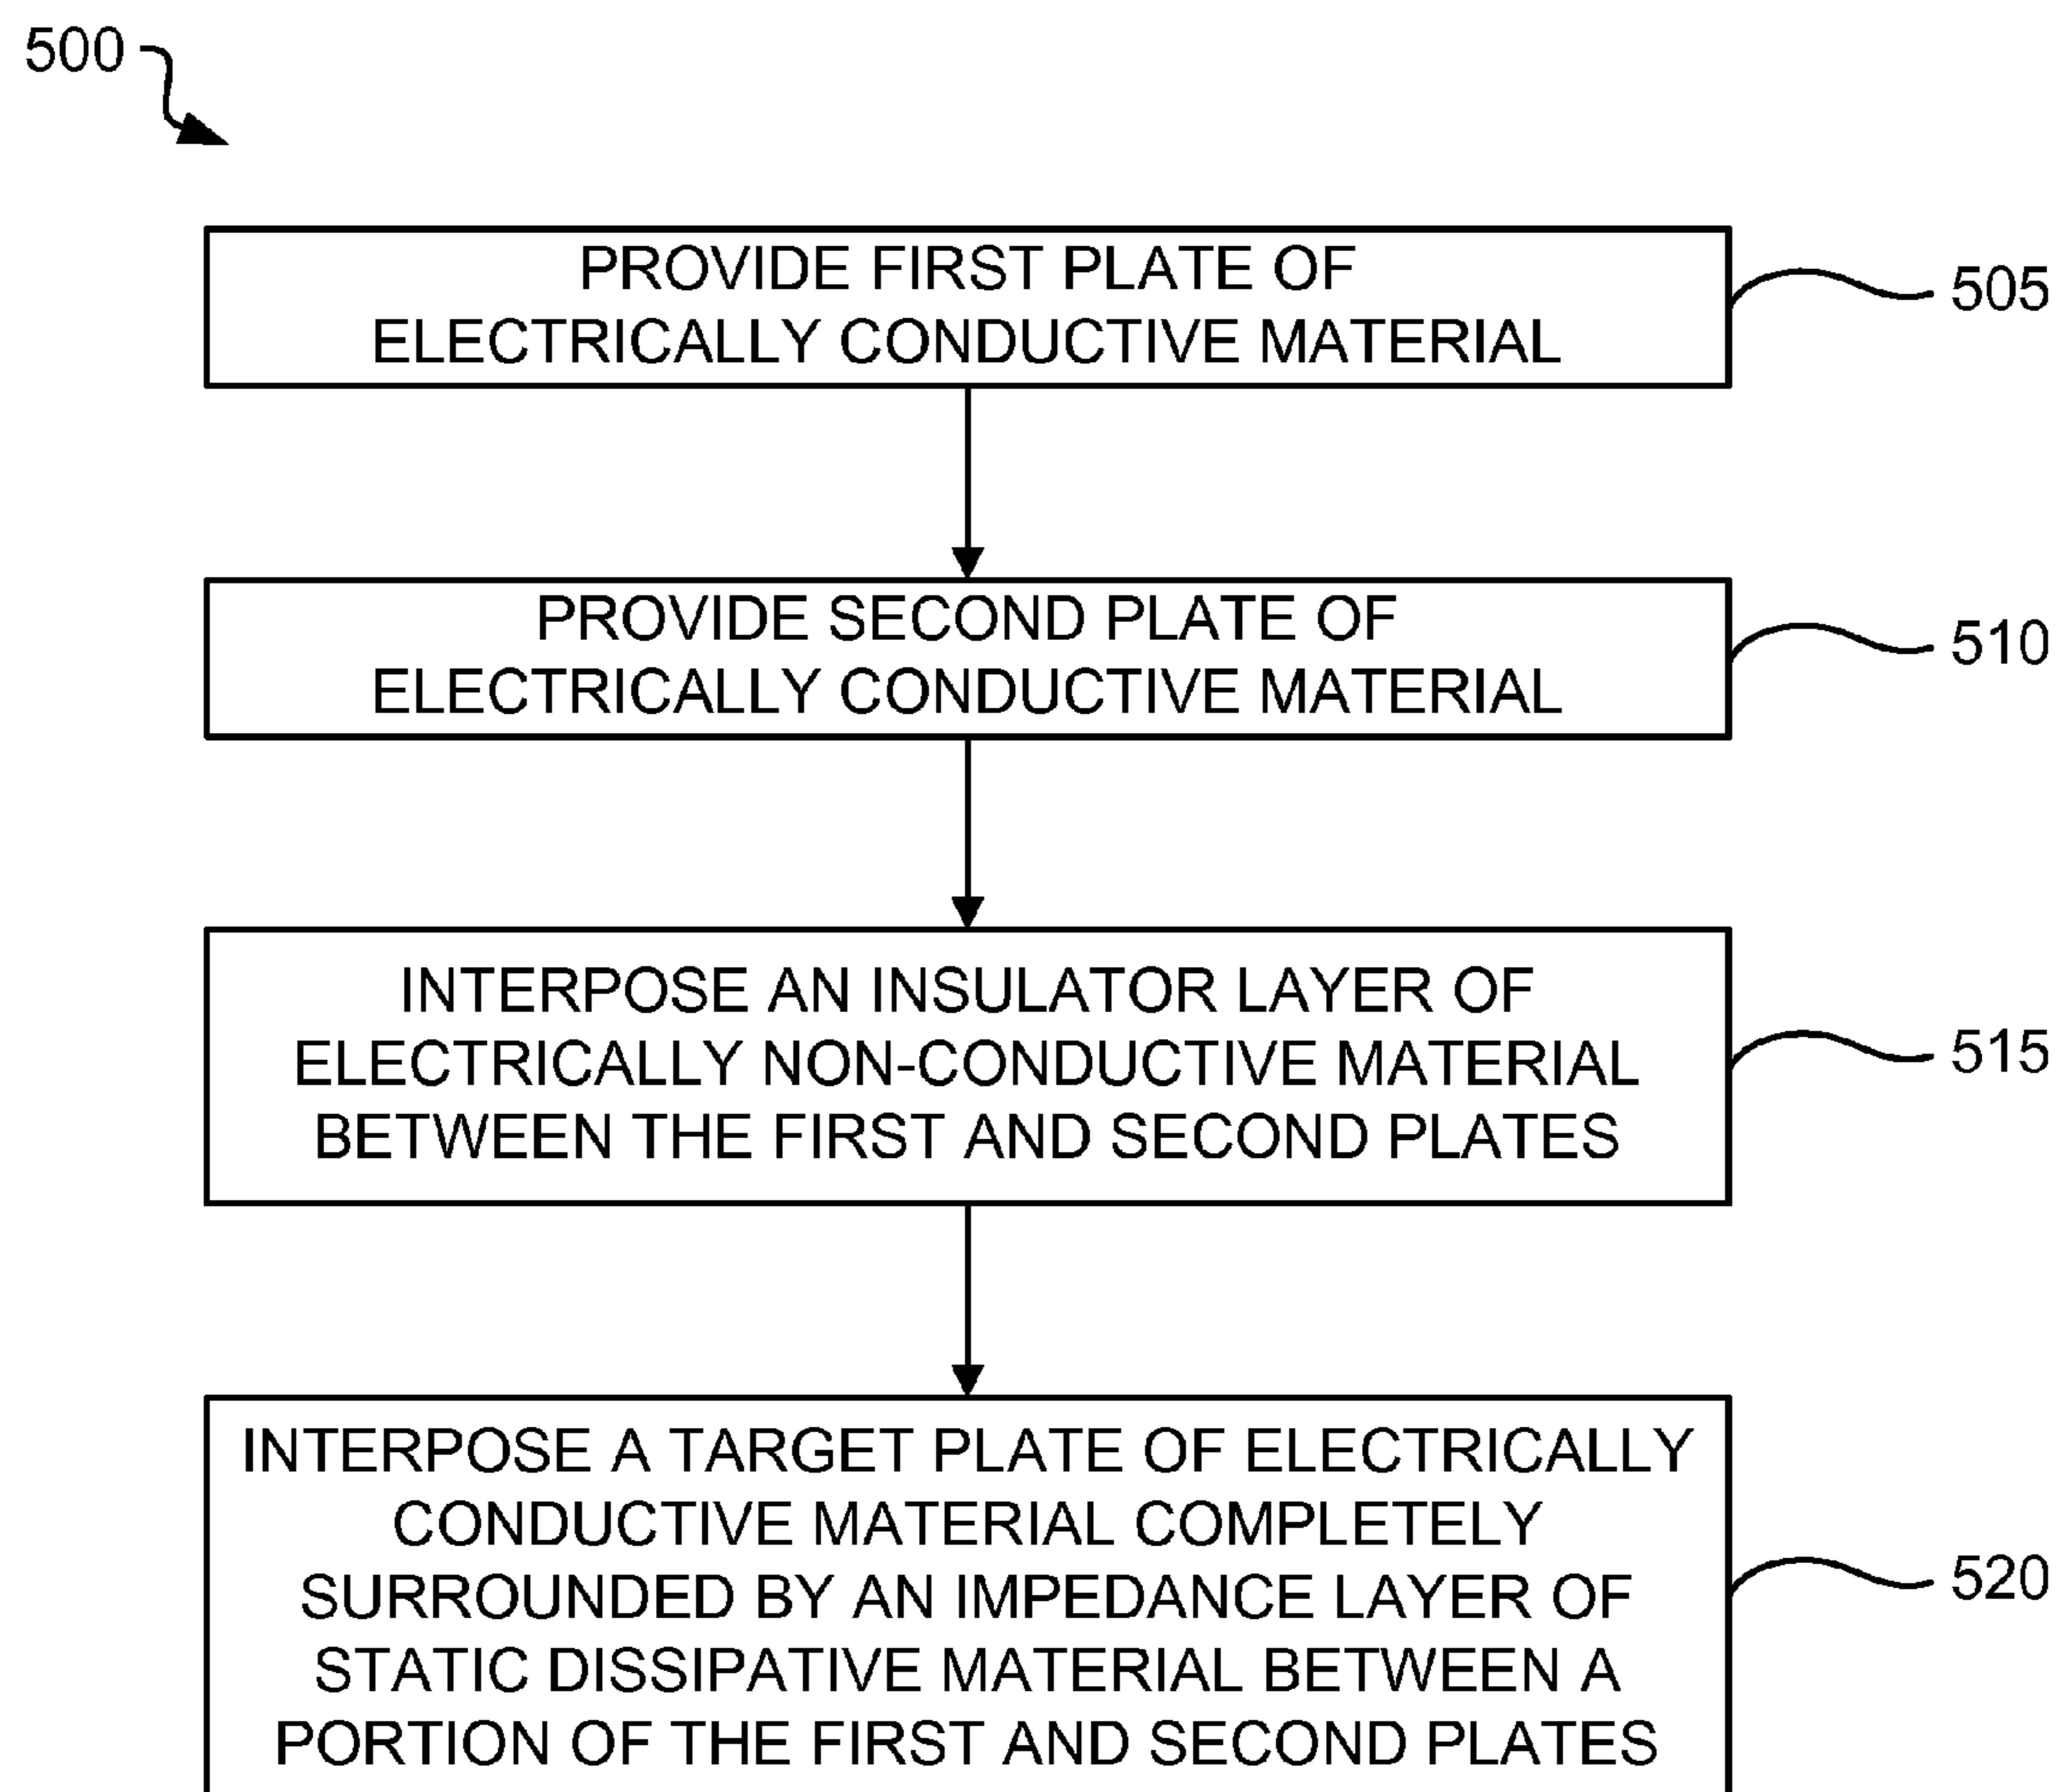 500
PROVIDE FIRST PLATE OF
ELECTRICALLY CONDUCTIVE MATERIAL
505
PROVIDE SECOND PLATE OF
ELECTRICALLY CONDUCTIVE MATERIAL
510
INTERPOSE AN INSULATOR LAYER OF
ELECTRICALLY NON-CONDUCTIVE MATERIAL
BETWEEN THE FIRST AND SECOND PLATES
515
INTERPOSE A TARGET PLATE OF ELECTRICALLY
CONDUCTIVE MATERIAL COMPLETELY
SURROUNDED BY AN IMPEDANCE LAYER OF
STATIC DISSIPATIVE MATERIAL BETWEEN A
PORTION OF THE FIRST AND SECOND PLATES
520